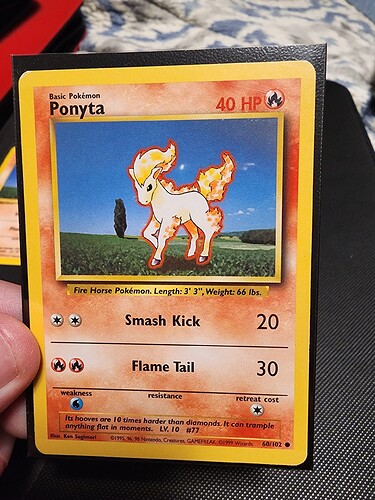 Basic Pokémon
Ponyta
40 HP
Fire Horse Pokémon. Length: 3' 3", Weight: 66 lbs.
Smash Kick 20
Flame Tail 30
weakness resistance retreat cost
Its hooves are 10 times harder than diamonds. It can trample
anything flat in moments. LV. 10 #77
Illus. Ken Sugimori ©1995, 96, 98 Nintendo, Creatures, GAMEFREAK. ©1999 Wizards. 60/102